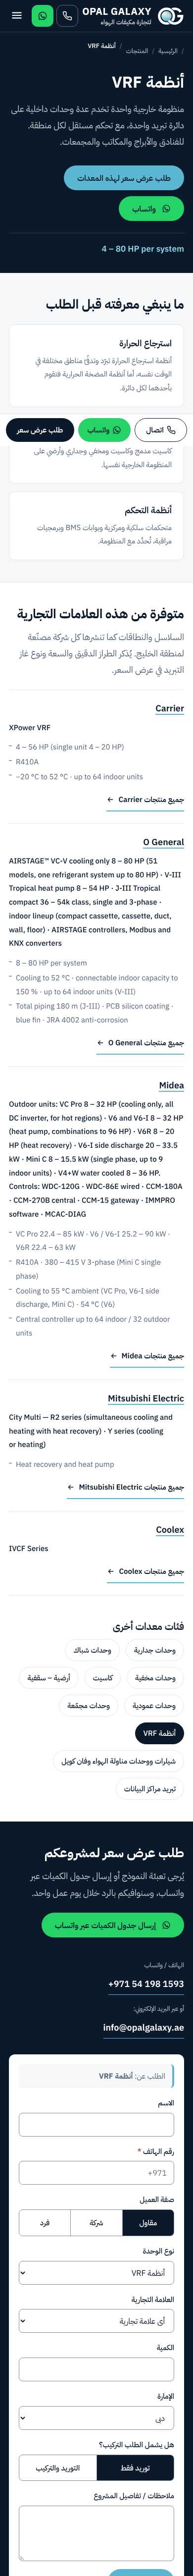 OPAL GALAXY
لتجارة مكيفات الهواء
الرئيسية / المنتجات / أنظمة VRF
أنظمة VRF
منظومة خارجية واحدة تخدم عدة وحدات داخلية على
دائرة تبريد واحدة، مع تحكم مستقل لكل منطقة.
للفنادق والأبراج والمكاتب والمجمعات.
طلب عرض سعر لهذه المعدات
واتساب
4 – 80 HP per system
ما ينبغي معرفته قبل الطلب
استرجاع الحرارة
أنظمة استرجاع الحرارة تبرّد وتدفّئ مناطق مختلفة في
الوقت نفسه، أما أنظمة المضخة الحرارية فتقوم
بأحدهما لكل دائرة.
اتصال
واتساب
طلب عرض سعر
كاسيت مدمج وكاسيت ومخفي وجداري وأرضي على
المنظومة الخارجية نفسها.
أنظمة التحكم
متحكمات سلكية ومركزية وبوابات BMS وبرمجيات
مراقبة، تُحدَّد مع المنظومة.
متوفرة من هذه العلامات التجارية
السلاسل والنطاقات كما تنشرها كل شركة مصنّعة
لمنطقة الخليج. يُذكر الطراز الدقيق والسعة ونوع غاز
التبريد في عرض السعر.
Carrier
XPower VRF
4 – 56 HP (single unit 4 – 20 HP)
R410A
−20 °C to 52 °C · up to 64 indoor units
جميع منتجات Carrier ←
O General
AIRSTAGE™ VC-V cooling only 8 – 80 HP (51
models, one refrigerant system up to 80 HP) · V-III
Tropical heat pump 8 – 54 HP · J-III Tropical
compact 36 – 54k class, single and 3-phase ·
indoor lineup (compact cassette, cassette, duct,
wall, floor) · AIRSTAGE controllers, Modbus and
KNX converters
8 – 80 HP per system
Cooling to 52 °C · connectable indoor capacity to
150 % · up to 64 indoor units (V-III)
Total piping 180 m (J-III) · PCB silicon coating ·
blue fin · JRA 4002 anti-corrosion
جميع منتجات O General ←
Midea
Outdoor units: VC Pro 8 – 32 HP (cooling only, all
DC inverter, for hot regions) · V6 and V6-I 8 – 32 HP
(heat pump, combinations to 96 HP) · V6R 8 – 20
HP (heat recovery) · V6-I side discharge 20 – 33.5
kW · Mini C 8 – 15.5 kW (single phase, up to 9
indoor units) · V4+W water cooled 8 – 36 HP.
Controls: WDC-120G · WDC-86E wired · CCM-180A
· CCM-270B central · CCM-15 gateway · IMMPRO
software · MCAC-DIAG
VC Pro 22.4 – 85 kW · V6 / V6-I 25.2 – 90 kW ·
V6R 22.4 – 63 kW
R410A · 380 – 415 V 3-phase (Mini C single
phase)
Cooling to 55 °C ambient (VC Pro, V6-I side
discharge, Mini C) · 54 °C (V6)
Central controller up to 64 indoor / 32 outdoor
units
جميع منتجات Midea ←
Mitsubishi Electric
City Multi — R2 series (simultaneous cooling and
heating with heat recovery) · Y series (cooling
or heating)
Heat recovery and heat pump
جميع منتجات Mitsubishi Electric ←
Coolex
IVCF Series
جميع منتجات Coolex ←
فئات معدات أخرى
وحدات جدارية
وحدات شباك
وحدات مخفية
كاسيت
أرضية – سقفية
وحدات عمودية
وحدات مجمّعة
أنظمة VRF
شيلرات ووحدات مناولة الهواء وفان كويل
تبريد مراكز البيانات
طلب عرض سعر لمشروعكم
يُرجى تعبئة النموذج أو إرسال جدول الكميات عبر
واتساب، وسنوافيكم بالرد خلال يوم عمل واحد.
إرسال جدول الكميات عبر واتساب
الهاتف / واتساب
+971 54 198 1593
أو عبر البريد الإلكتروني:
info@opalgalaxy.ae
الطلب عن: أنظمة VRF
الاسم
رقم الهاتف *
+971
صفة العميل
مقاول
شركة
فرد
نوع الوحدة
أنظمة VRF
العلامة التجارية
أي علامة تجارية
الكمية
الإمارة
دبي
هل يشمل الطلب التركيب؟
توريد فقط
التوريد والتركيب
ملاحظات / تفاصيل المشروع